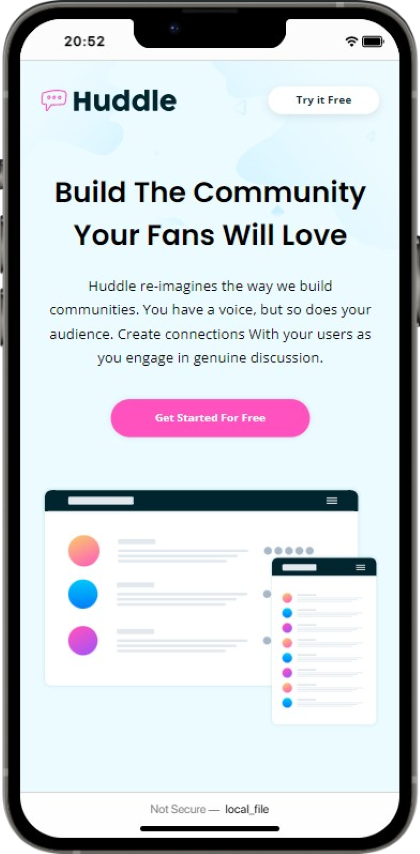 20:52
Huddle
Try it Free
Build The Community
Your Fans Will Love
Huddle re-imagines the way we build
communities. You have a voice, but so does your
audience. Create connections With your users as
you engage in genuine discussion.
Get Started For Free
Not Secure — local_file